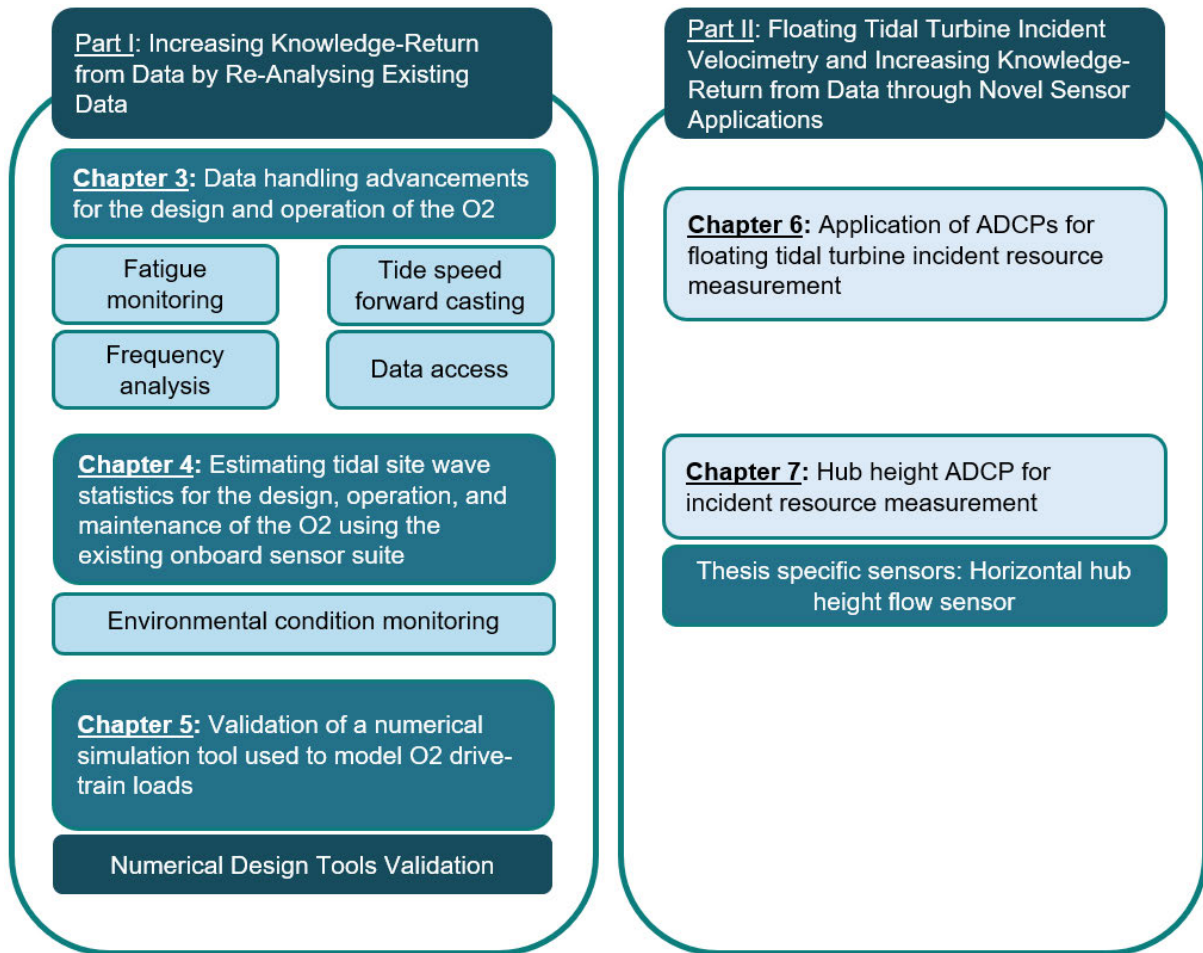 Part I: Increasing Knowledge-Return
from Data by Re-Analysing Existing
Data
Chapter 3: Data handling advancements
for the design and operation of the O2
Fatigue
monitoring
Tide speed
forward casting
Frequency
analysis
Data access
Chapter 4: Estimating tidal site wave
statistics for the design, operation, and
maintenance of the O2 using the
existing onboard sensor suite
Environmental condition monitoring
Chapter 5: Validation of a numerical
simulation tool used to model O2 drive-
train loads
Numerical Design Tools Validation
Part II: Floating Tidal Turbine Incident
Velocimetry and Increasing Knowledge-
Return from Data through Novel Sensor
Applications
Chapter 6: Application of ADCPs for
floating tidal turbine incident resource
measurement
Chapter 7: Hub height ADCP for
incident resource measurement
Thesis specific sensors: Horizontal hub
height flow sensor